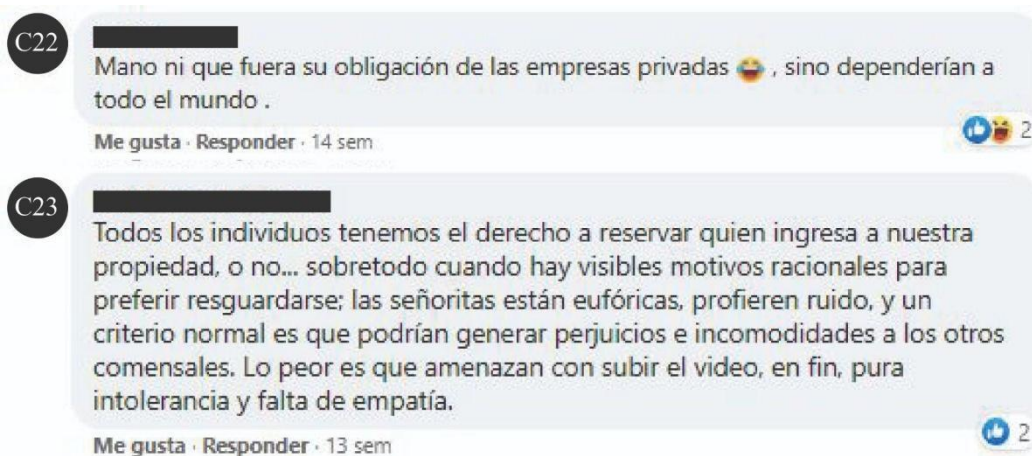 C22
Mano ni que fuera su obligación de las empresas privadas 😂 , sino dependerían a
todo el mundo .
Me gusta · Responder · 14 sem
2
C23
Todos los individuos tenemos el derecho a reservar quien ingresa a nuestra
propiedad, o no... sobretodo cuando hay visibles motivos racionales para
preferir resguardarse; las señoritas están eufóricas, profieren ruido, y un
criterio normal es que podrían generar perjuicios e incomodidades a los otros
comensales. Lo peor es que amenazan con subir el video, en fin, pura
intolerancia y falta de empatía.
Me gusta · Responder · 13 sem
2